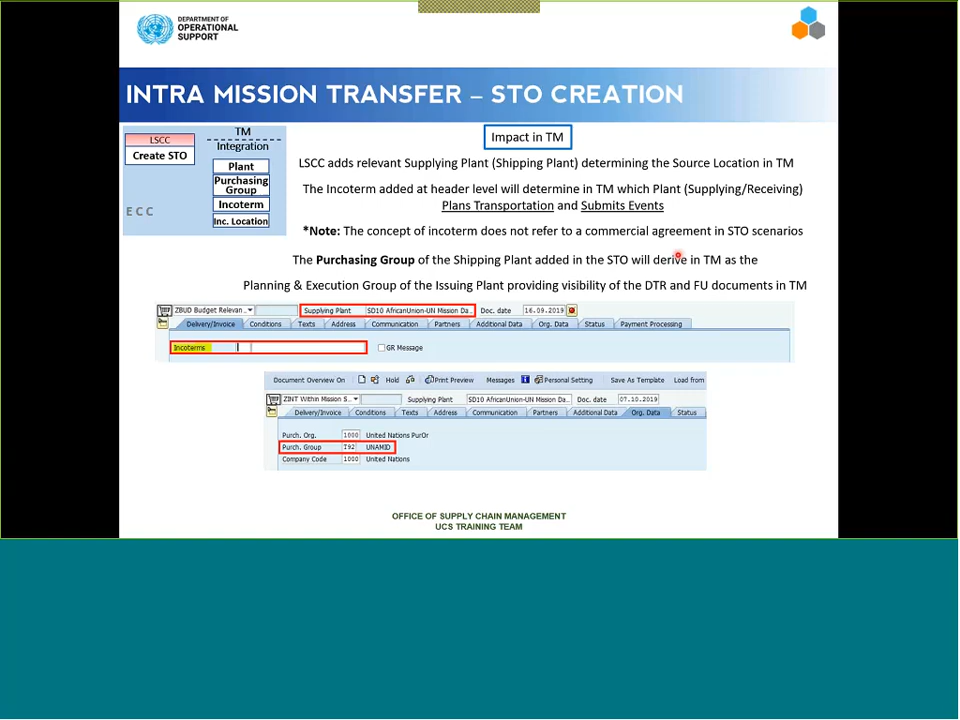 DEPARTMENT OF
OPERATIONAL
SUPPORT
INTRA MISSION TRANSFER – STO CREATION
LSCC
Create STO
ECC
TM
Integration
Plant
Purchasing
Group
Incoterm
Inc. Location
Impact in TM
LSCC adds relevant Supplying Plant (Shipping Plant) determining the Source Location in TM
The Incoterm added at header level will determine in TM which Plant (Supplying/Receiving)
Plans Transportation and Submits Events
*Note: The concept of incoterm does not refer to a commercial agreement in STO scenarios
The Purchasing Group of the Shipping Plant added in the STO will derive in TM as the
Planning & Execution Group of the Issuing Plant providing visibility of the DTR and FU documents in TM
ZBUD Budget Relevan.. Supplying Plant SD10 AfricanUnion-UN Mission Da... Doc. date 16.09.2019
Delivery/Invoice Conditions Texts Address Communication Partners Additional Data Org. Data Status Payment Processing
Incoterms GR Message
Document Overview On Hold Print Preview Messages Personal Setting Save As Template Load from
ZINT Within Mission S.. Supplying Plant SD10 AfricanUnion-UN Mission Da... Doc. date 07.10.2019
Delivery/Invoice Conditions Texts Address Communication Partners Additional Data Org. Data Status
Purch. Org. 1000 United Nations PurOr
Purch. Group T92 UNAMID
Company Code 1000 United Nations
OFFICE OF SUPPLY CHAIN MANAGEMENT
UCS TRAINING TEAM